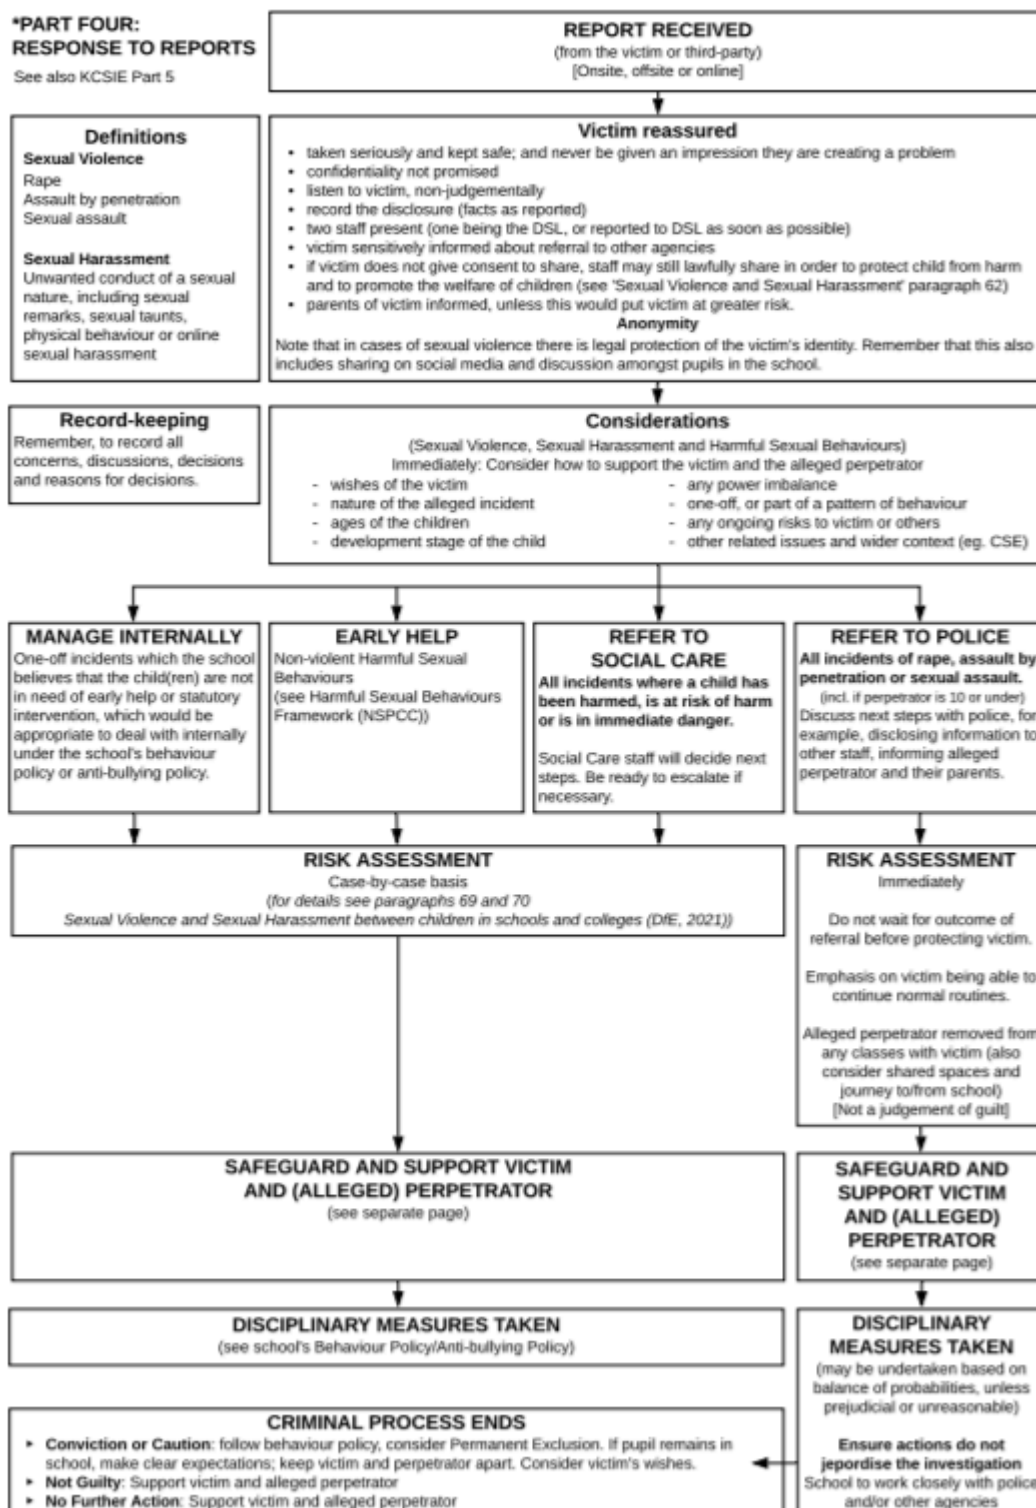 *PART FOUR:
RESPONSE TO REPORTS
See also KCSIE Part 5
REPORT RECEIVED
(from the victim or third-party)
[Onsite, offsite or online]
Definitions
Sexual Violence
Rape
Assault by penetration
Sexual assault
Sexual Harassment
Unwanted conduct of a sexual
nature, including sexual
remarks, sexual taunts,
physical behaviour or online
sexual harassment
Victim reassured
• taken seriously and kept safe; and never be given an impression they are creating a problem
• confidentiality not promised
• listen to victim, non-judgementally
• record the disclosure (facts as reported)
• two staff present (one being the DSL, or reported to DSL as soon as possible)
• victim sensitively informed about referral to other agencies
• if victim does not give consent to share, staff may still lawfully share in order to protect child from harm
and to promote the welfare of children (see 'Sexual Violence and Sexual Harassment' paragraph 62)
• parents of victim informed, unless this would put victim at greater risk.
Anonymity
Note that in cases of sexual violence there is legal protection of the victim's identity. Remember that this also
includes sharing on social media and discussion amongst pupils in the school.
Record-keeping
Remember, to record all
concerns, discussions, decisions
and reasons for decisions.
Considerations
(Sexual Violence, Sexual Harassment and Harmful Sexual Behaviours)
Immediately: Consider how to support the victim and the alleged perpetrator
- wishes of the victim
- nature of the alleged incident
- ages of the children
- development stage of the child
- any power imbalance
- one-off, or part of a pattern of behaviour
- any ongoing risks to victim or others
- other related issues and wider context (eg. CSE)
MANAGE INTERNALLY
One-off incidents which the school
believes that the child(ren) are not
in need of early help or statutory
intervention, which would be
appropriate to deal with internally
under the school's behaviour
policy or anti-bullying policy.
EARLY HELP
Non-violent Harmful Sexual
Behaviours
(see Harmful Sexual Behaviours
Framework (NSPCC))
REFER TO
SOCIAL CARE
All incidents where a child has
been harmed, is at risk of harm
or is in immediate danger.
Social Care staff will decide next
steps. Be ready to escalate if
necessary.
REFER TO POLICE
All incidents of rape, assault by
penetration or sexual assault.
(incl. if perpetrator is 10 or under)
Discuss next steps with police, for
example, disclosing information to
other staff, informing alleged
perpetrator and their parents.
RISK ASSESSMENT
Case-by-case basis
(for details see paragraphs 69 and 70
Sexual Violence and Sexual Harassment between children in schools and colleges (DfE, 2021))
RISK ASSESSMENT
Immediately
Do not wait for outcome of
referral before protecting victim.
Emphasis on victim being able to
continue normal routines.
Alleged perpetrator removed from
any classes with victim (also
consider shared spaces and
journey to/from school)
[Not a judgement of guilt]
SAFEGUARD AND SUPPORT VICTIM
AND (ALLEGED) PERPETRATOR
(see separate page)
SAFEGUARD AND
SUPPORT VICTIM
AND (ALLEGED)
PERPETRATOR
(see separate page)
DISCIPLINARY MEASURES TAKEN
(see school's Behaviour Policy/Anti-bullying Policy)
DISCIPLINARY
MEASURES TAKEN
(may be undertaken based on
balance of probabilities, unless
prejudicial or unreasonable)
Ensure actions do not
jepordise the investigation
School to work closely with police
and/or other agencies
CRIMINAL PROCESS ENDS
‣ Conviction or Caution: follow behaviour policy, consider Permanent Exclusion. If pupil remains in
school, make clear expectations; keep victim and perpetrator apart. Consider victim's wishes.
‣ Not Guilty: Support victim and alleged perpetrator
‣ No Further Action: Support victim and alleged perpetrator